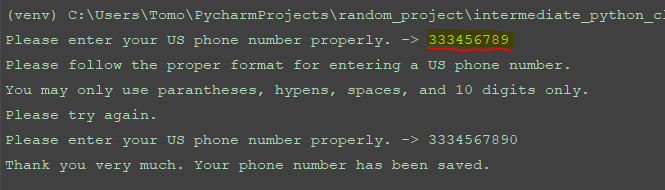 (venv) C:\Users\Tomo\PycharmProjects\random_project\intermediate_python_cl
Please enter your US phone number properly. -> 333456789
Please follow the proper format for entering a US phone number.
You may only use parantheses, hypens, spaces, and 10 digits only.
Please try again.
Please enter your US phone number properly. -> 3334567890
Thank you very much. Your phone number has been saved.